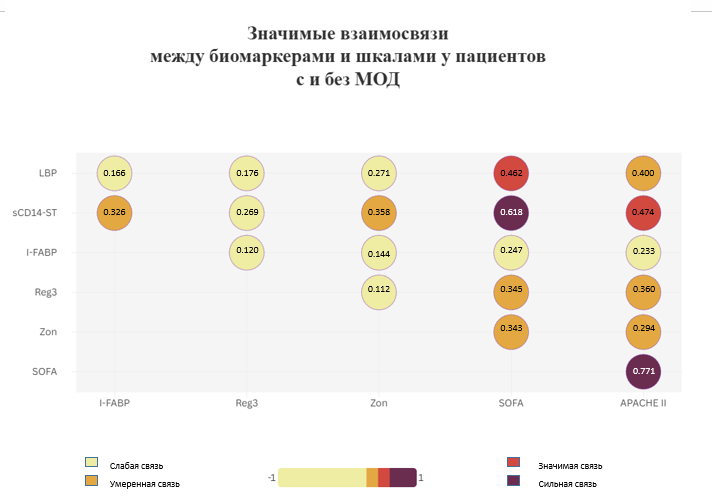 Значимые взаимосвязи
между биомаркерами и шкалами у пациентов
с и без МОД
LBP 0.166 0.176 0.271 0.462 0.400
sCD14-ST 0.326 0.269 0.358 0.618 0.474
I-FABP 0.120 0.144 0.247 0.233
Reg3 0.112 0.345 0.360
Zon 0.343 0.294
SOFA 0.771
I-FABP Reg3 Zon SOFA APACHE II
Слабая связь
Умеренная связь
-1 1
Значимая связь
Сильная связь